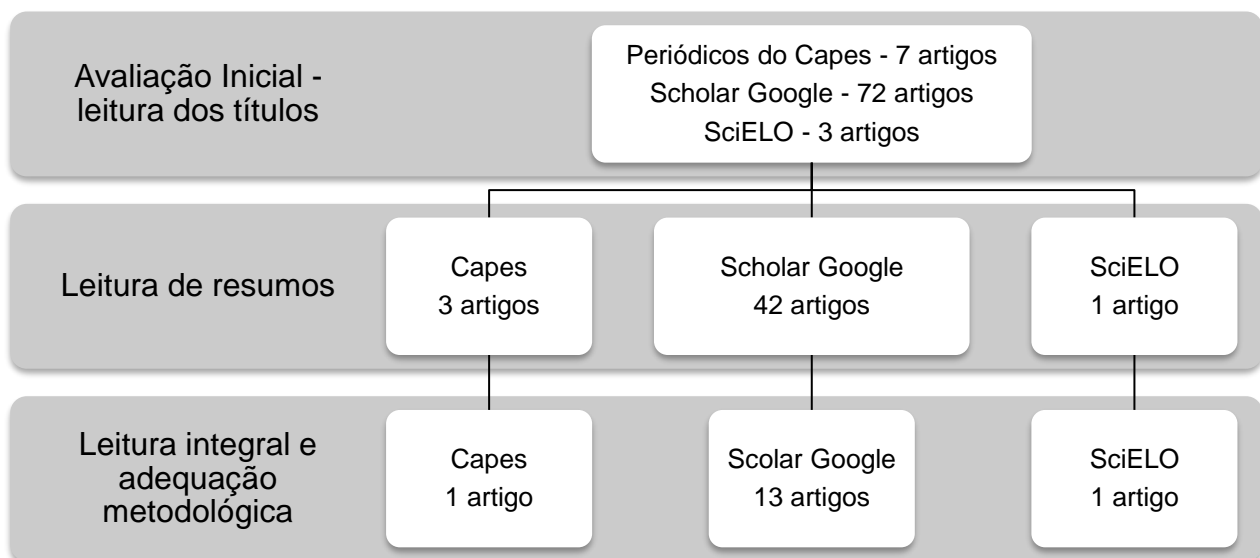 Avaliação Inicial -
leitura dos títulos
Periódicos do Capes - 7 artigos
Scholar Google - 72 artigos
SciELO - 3 artigos
Leitura de resumos
Capes
3 artigos
Scholar Google
42 artigos
SciELO
1 artigo
Leitura integral e
adequação
metodológica
Capes
1 artigo
Scolar Google
13 artigos
SciELO
1 artigo